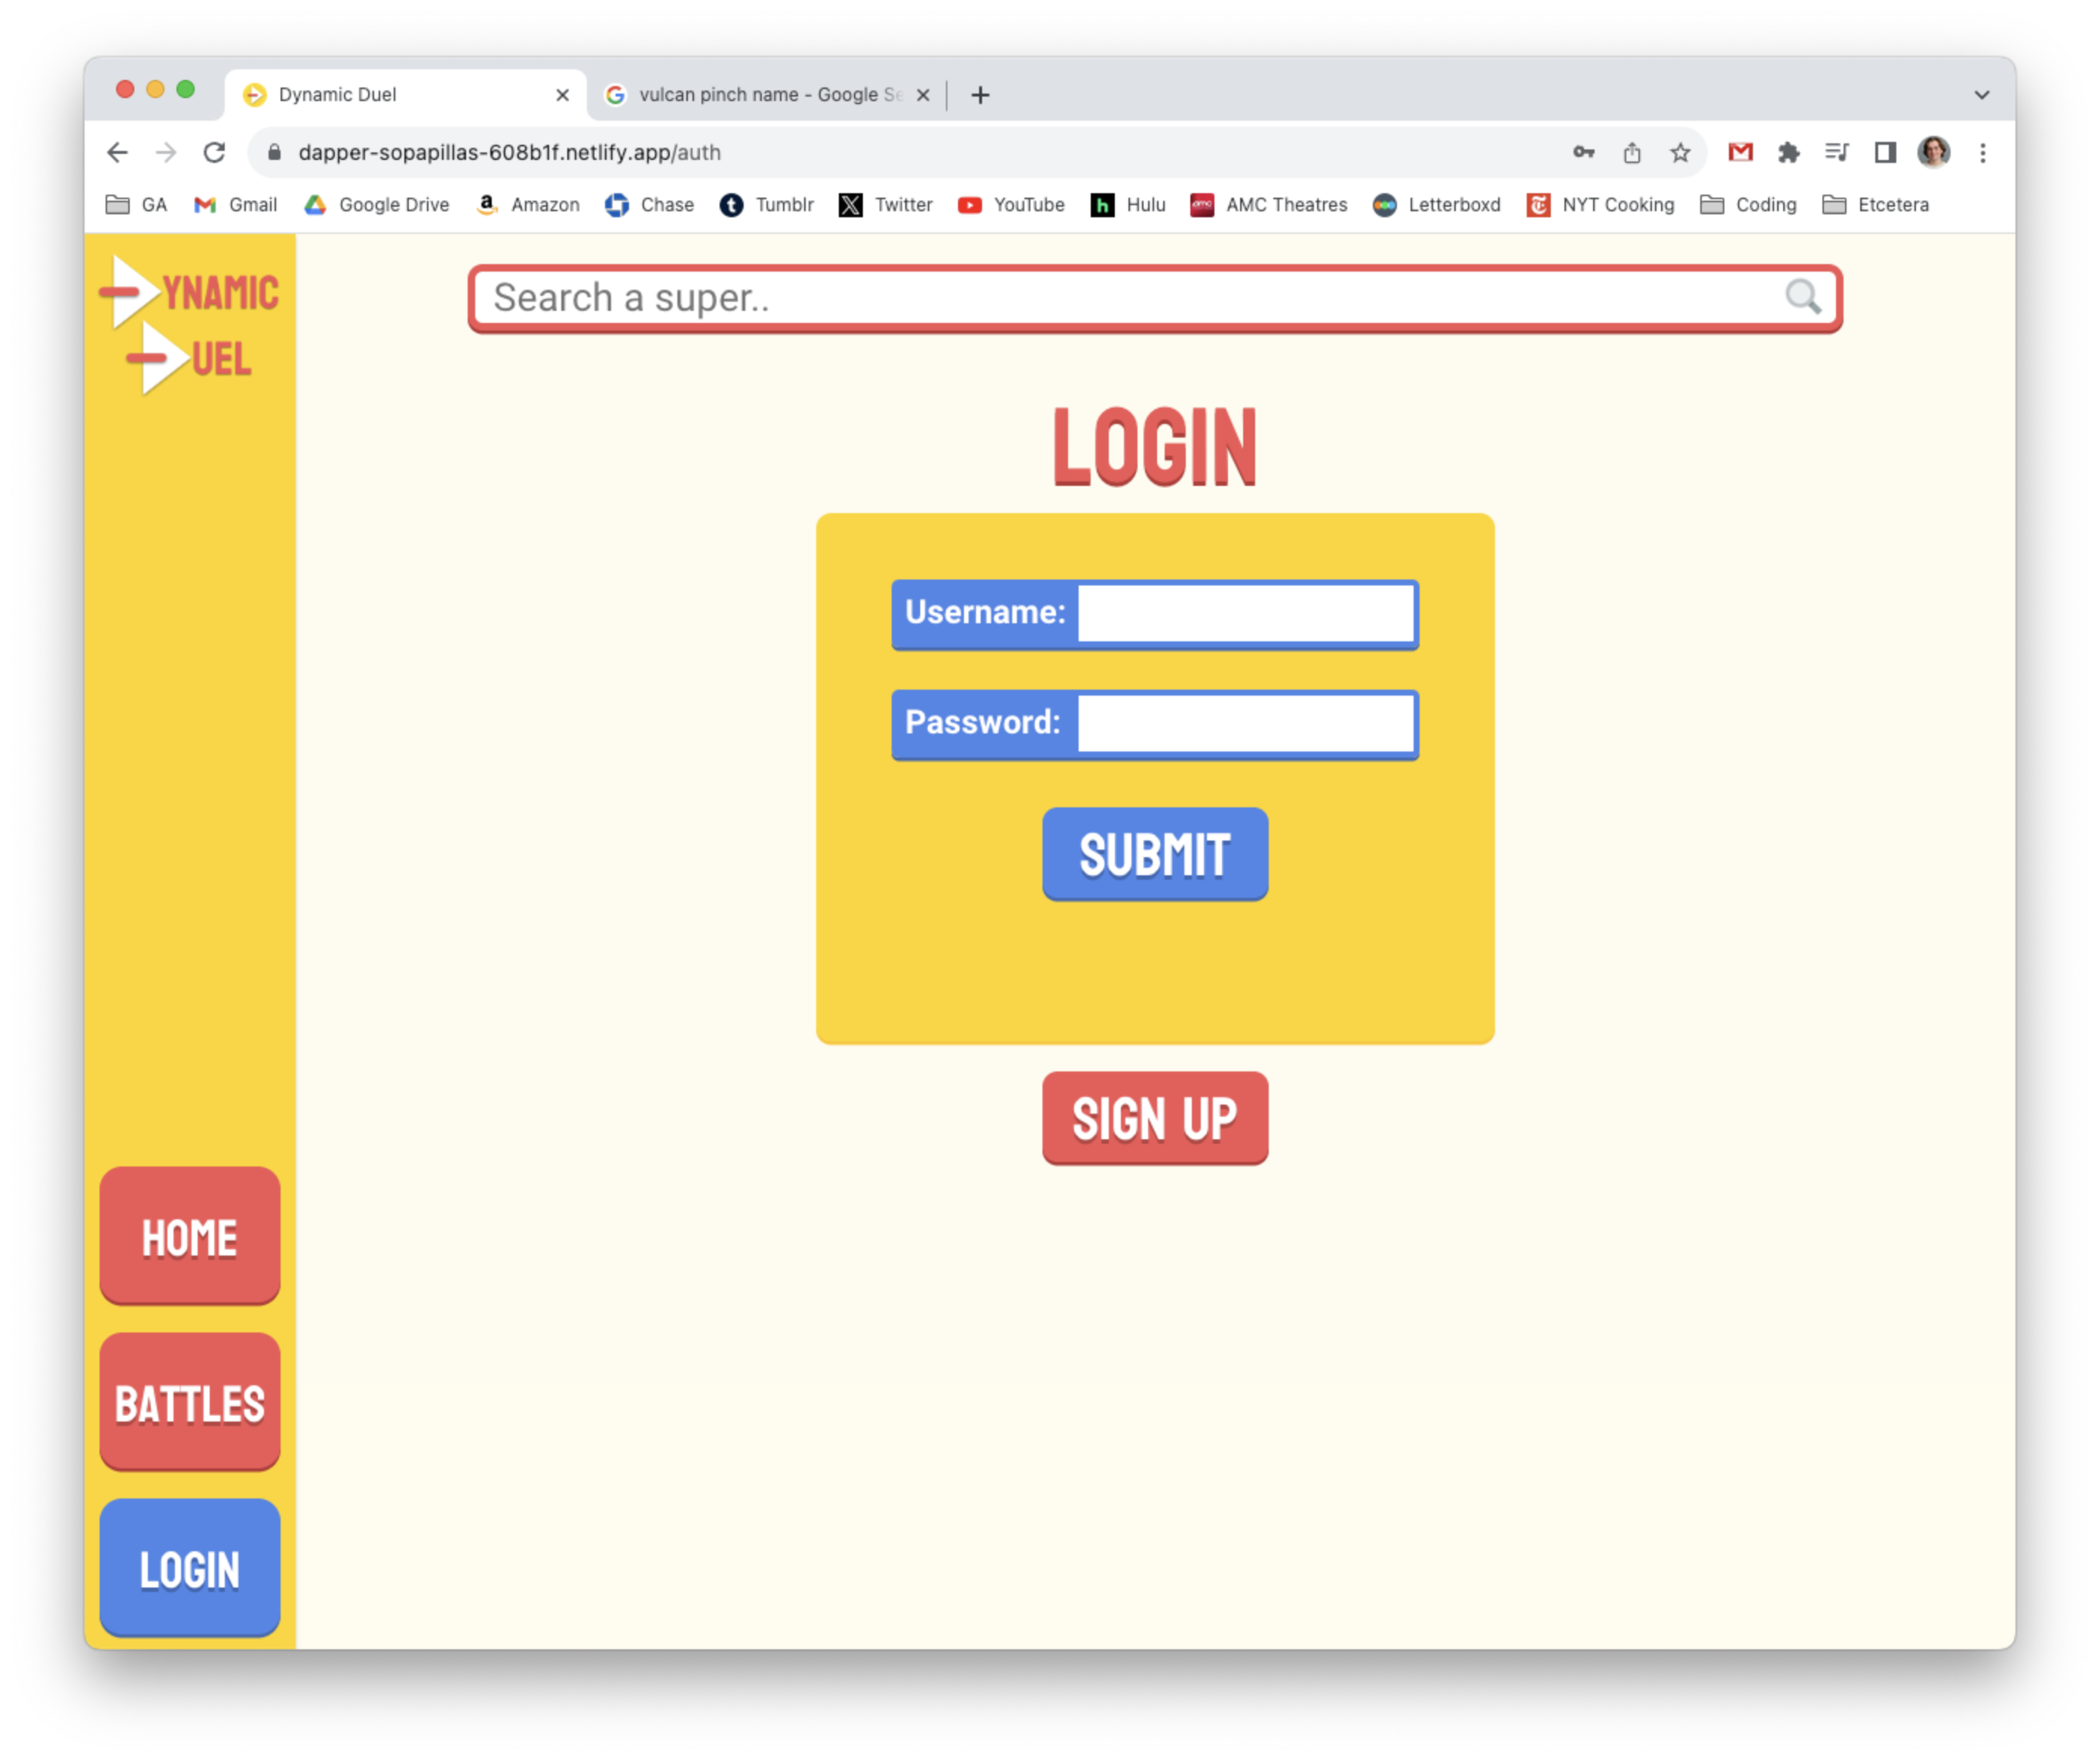 Dynamic Duel
vulcan pinch name - Google Se
dapper-sopapillas-608b1f.netlify.app/auth
GA Gmail Google Drive Amazon Chase Tumblr Twitter YouTube Hulu AMC Theatres Letterboxd NYT Cooking Coding Etcetera
YNAMIC
UEL
Search a super..
LOGIN
Username:
Password:
SUBMIT
SIGN UP
HOME
BATTLES
LOGIN